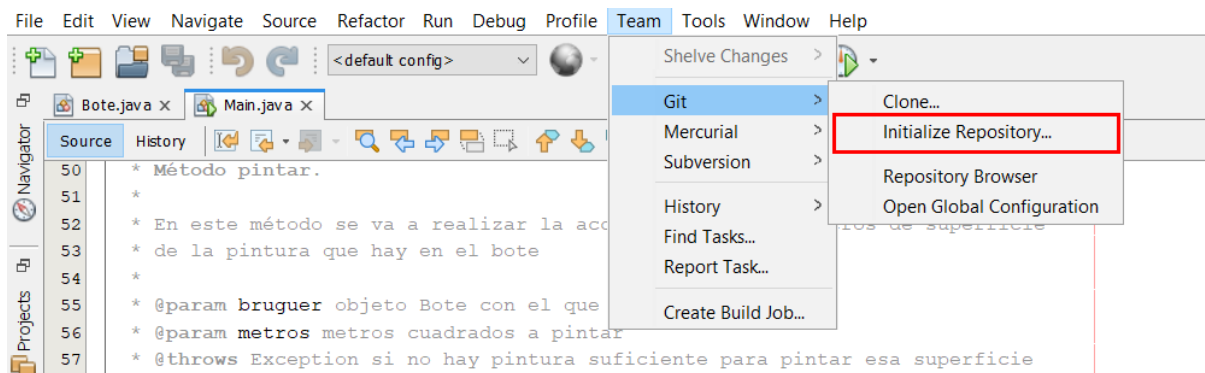 File Edit View Navigate Source Refactor Run Debug Profile Team Tools Window Help
<default config>
Shelve Changes >
Git >
Mercurial >
Subversion >
History >
Find Tasks...
Report Task...
Create Build Job...
Clone...
Initialize Repository...
Repository Browser
Open Global Configuration
Bote.java x Main.java x
Source History
Navigator
Projects
50 * Método pintar.
51 *
52 * En este método se va a realizar la acc de superficie
53 * de la pintura que hay en el bote
54 *
55 * @param bruguer objeto Bote con el que
56 * @param metros metros cuadrados a pintar
57 * @throws Exception si no hay pintura suficiente para pintar esa superficie